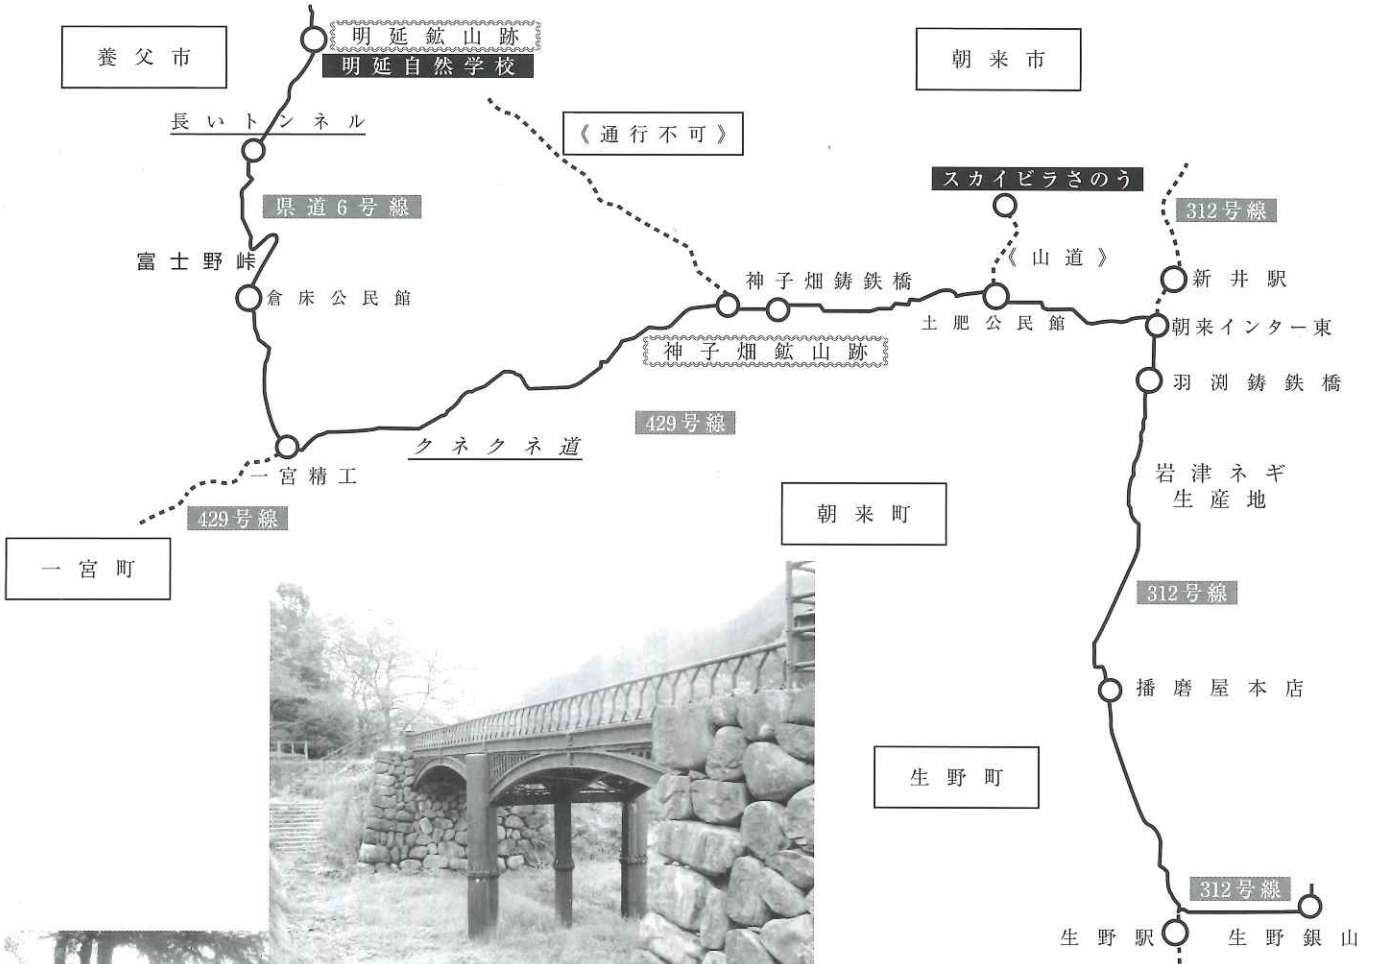 養父市
明延鉱山跡
明延自然学校
朝来市
長いトンネル
《通行不可》
スカイビラさのう
県道6号線
312号線
富士野峠
《山道》
倉床公民館
神子畑鋳鉄橋
新井駅
土肥公民館
朝来インター東
神子畑鉱山跡
羽渕鋳鉄橋
429号線
クネクネ道
一宮精工
岩津ネギ
生産地
429号線
朝来町
一宮町
312号線
播磨屋本店
生野町
312号線
生野駅
生野銀山